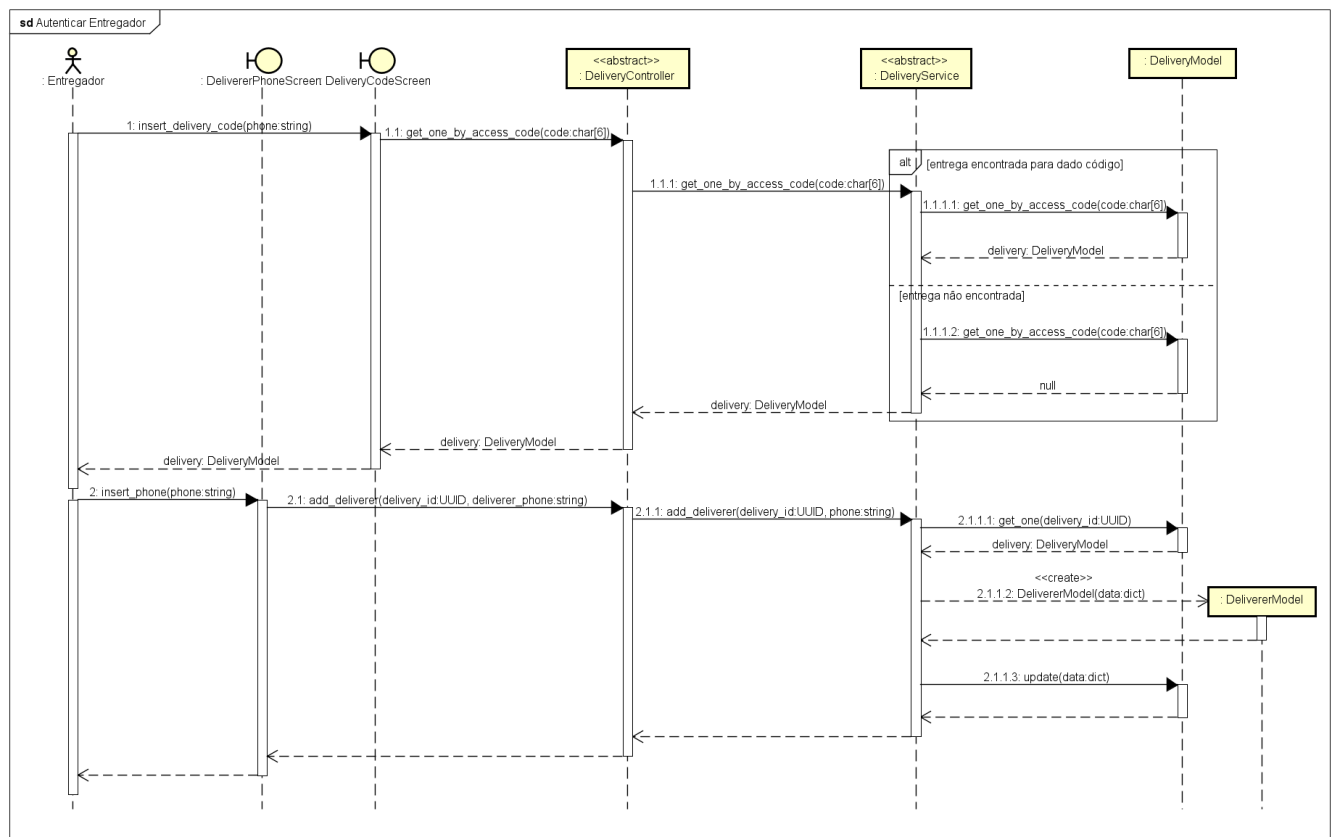 sd Autenticar Entregador
: Entregador
: DelivererPhoneScreen
: DeliveryCodeScreen
<<abstract>>
: DeliveryController
<<abstract>>
: DeliveryService
: DeliveryModel
1: insert_delivery_code(phone:string)
1.1: get_one_by_access_code(code:char[6])
alt
[entrega encontrada para dado código]
1.1.1: get_one_by_access_code(code:char[6])
1.1.1.1: get_one_by_access_code(code:char[6])
delivery: DeliveryModel
[entrega não encontrada]
1.1.1.2: get_one_by_access_code(code:char[6])
null
delivery: DeliveryModel
delivery: DeliveryModel
delivery: DeliveryModel
2: insert_phone(phone:string)
2.1: add_deliverer(delivery_id:UUID, deliverer_phone:string)
2.1.1: add_deliverer(delivery_id:UUID, phone:string)
2.1.1.1: get_one(delivery_id:UUID)
delivery: DeliveryModel
<<create>>
2.1.1.2: DelivererModel(data:dict)
: DelivererModel
2.1.1.3: update(data:dict)